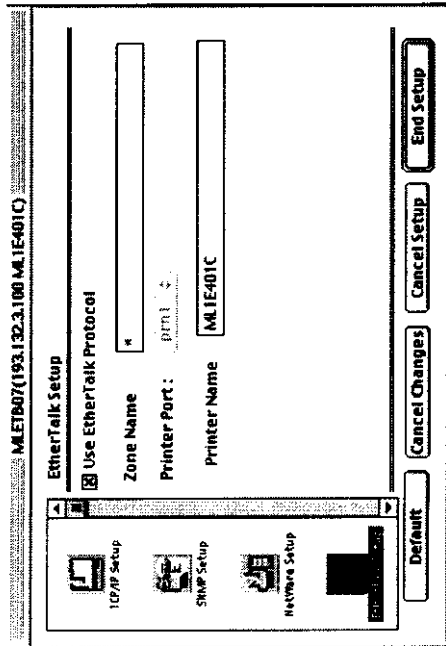 MLETB07(193.132.3.100 ML1E401C)
EtherTalk Setup
Use EtherTalk Protocol
Zone Name
*
Printer Port:
prn1
Printer Name
ML1E401C
TCP/IP Setup
SNMP Setup
NetWare Setup
Default
Cancel Changes
Cancel Setup
End Setup